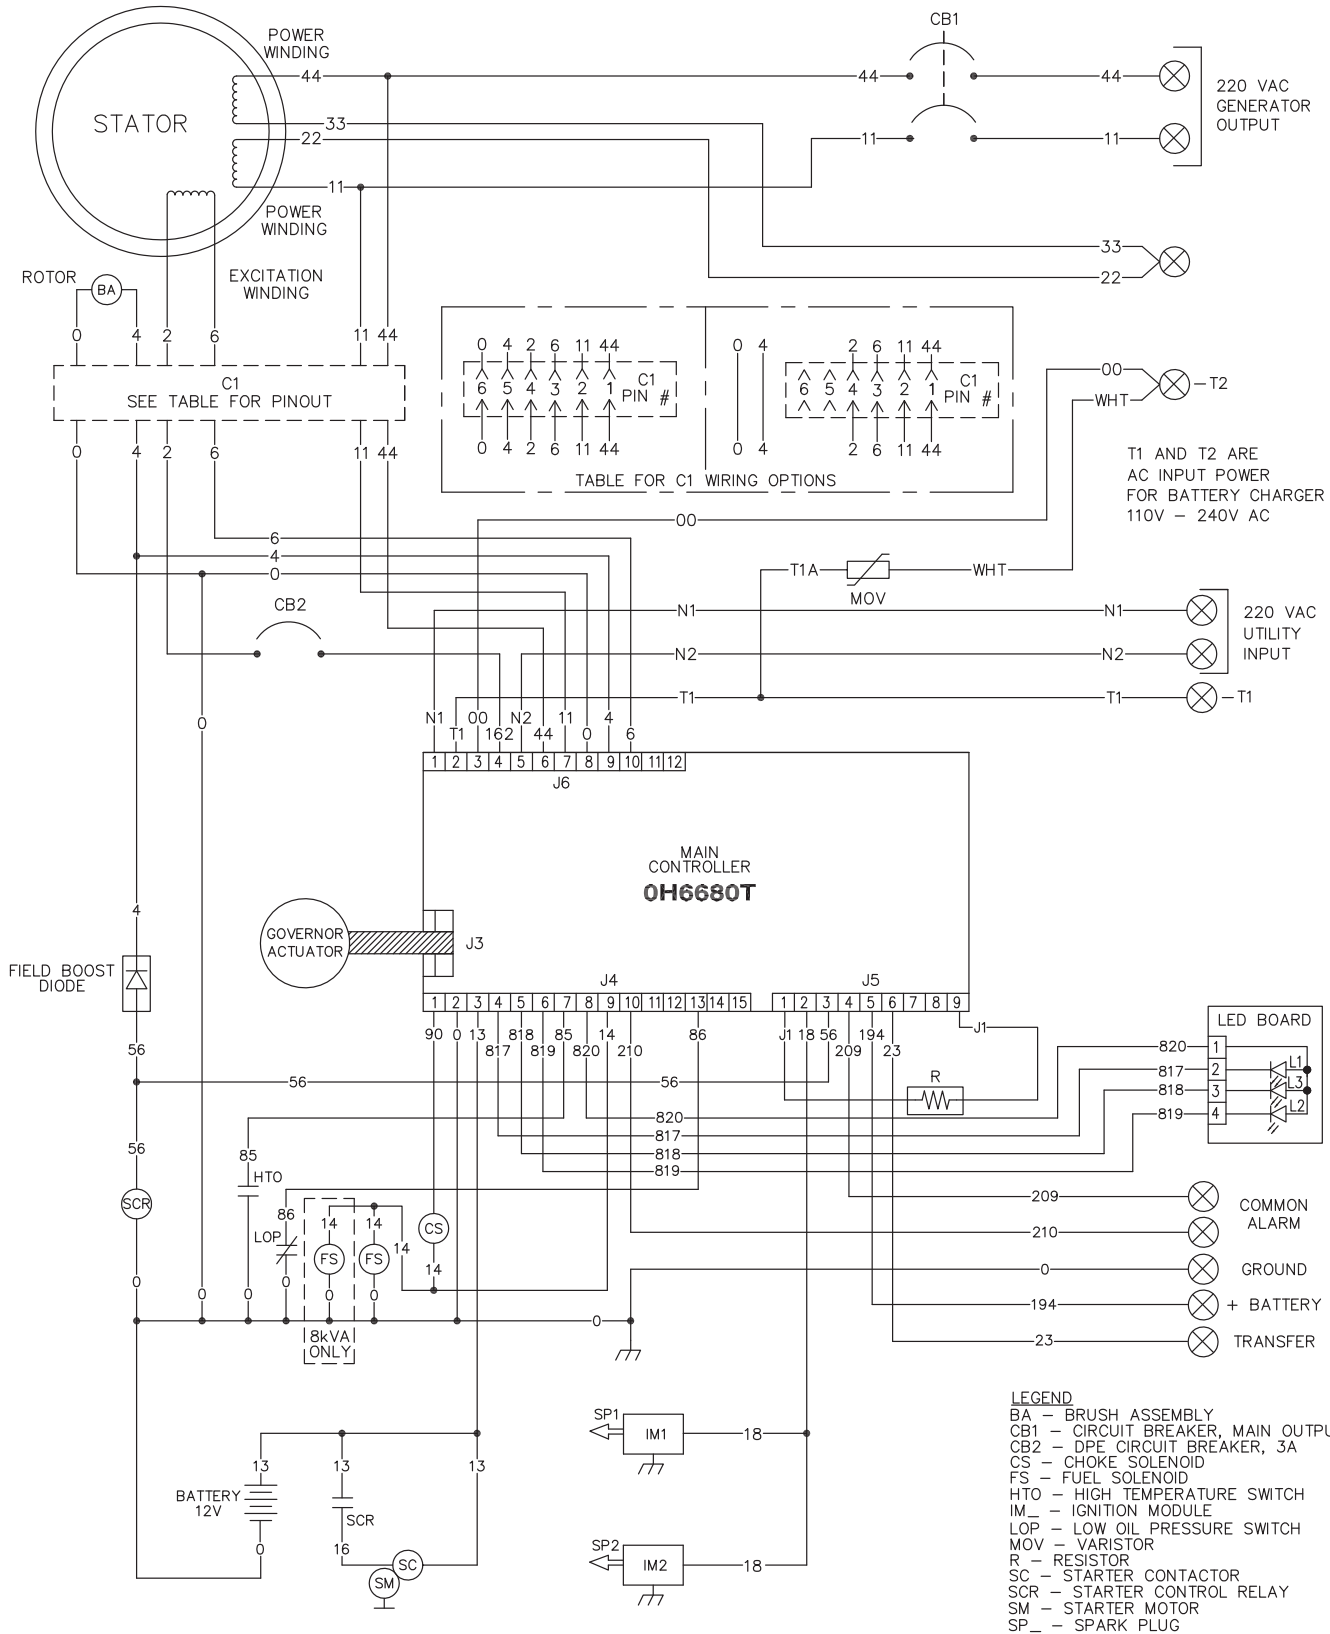 CB1
POWER
WINDING
44
44
44
STATOR
33
22
11
11
11
220 VAC
GENERATOR
OUTPUT
POWER
WINDING
33
22
ROTOR
BA
EXCITATION
WINDING
0 4 2 6 11 44
C1
SEE TABLE FOR PINOUT
0 4 2 6 11 44
0 4 2 6 11 44
6 5 4 3 2 1
C1
PIN #
0 4 2 6 11 44
0 4
2 6 11 44
6 5 4 3 2 1
C1
PIN #
0 4
2 6 11 44
TABLE FOR C1 WIRING OPTIONS
00
WHT
T2
T1 AND T2 ARE
AC INPUT POWER
FOR BATTERY CHARGER
110V – 240V AC
00
6
4
0
T1A
MOV
WHT
CB2
N1
N1
N2
N2
T1
T1
T1
220 VAC
UTILITY
INPUT
0
N1 00 N2 11 4
T1 162 44 0 6
1 2 3 4 5 6 7 8 9 10 11 12
J6
MAIN
CONTROLLER
0H6680T
4
GOVERNOR
ACTUATOR
J3
FIELD BOOST
DIODE
J4
J5
1 2 3 4 5 6 7 8 9 10 11 12 13 14 15
1 2 3 4 5 6 7 8 9
90 0 13 818 85 14 86
817 819 820 210
J1 18 56 194
209 23
J1
LED BOARD
820 1
817 2 L1
818 3 L3
819 4 L2
56
56
56
R
820
817
818
819
56
85
HTO
SCR
86
LOP
14
14
14
FS
FS
CS
14
0
0
0
0
0
0
8kVA
ONLY
0
209
210
COMMON
ALARM
0
GROUND
194
+ BATTERY
23
TRANSFER
13
13
13
BATTERY
12V
SCR
0
16
SC
SM
SP1
IM1
18
SP2
IM2
18
LEGEND
BA – BRUSH ASSEMBLY
CB1 – CIRCUIT BREAKER, MAIN OUTPU
CB2 – DPE CIRCUIT BREAKER, 3A
CS – CHOKE SOLENOID
FS – FUEL SOLENOID
HTO – HIGH TEMPERATURE SWITCH
IM_ – IGNITION MODULE
LOP – LOW OIL PRESSURE SWITCH
MOV – VARISTOR
R – RESISTOR
SC – STARTER CONTACTOR
SCR – STARTER CONTROL RELAY
SM – STARTER MOTOR
SP_ – SPARK PLUG